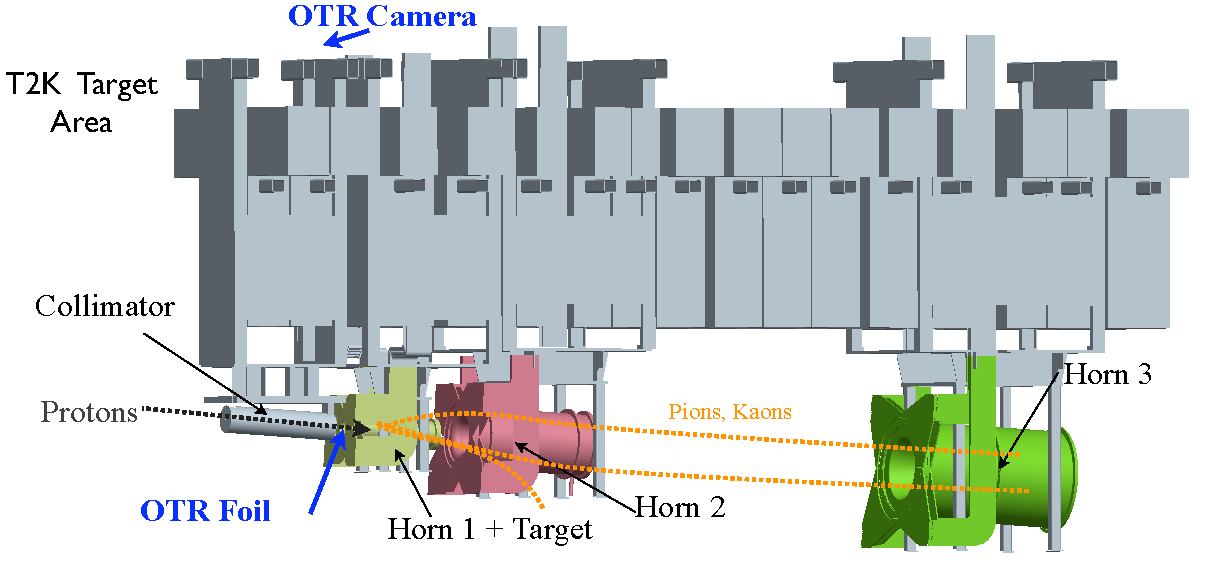 OTR Camera
T2K Target
Area
Collimator
Protons
Pions, Kaons
Horn 3
OTR Foil
Horn 1 + Target
Horn 2